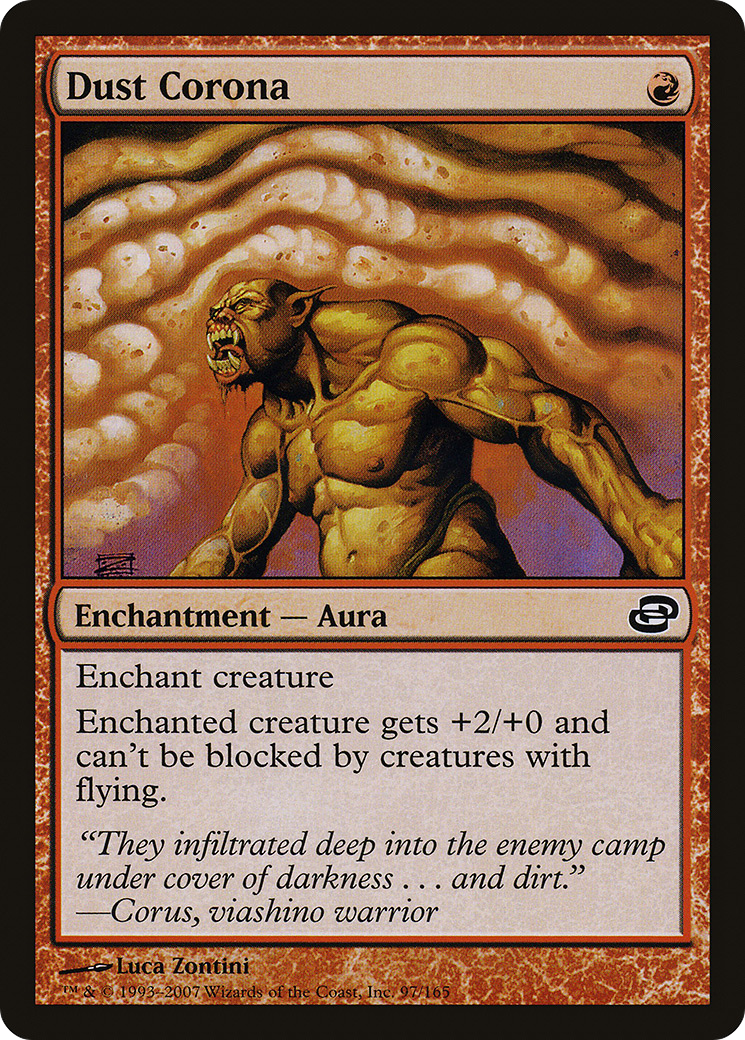 Dust Corona
Enchantment — Aura
Enchant creature
Enchanted creature gets +2/+0 and
can't be blocked by creatures with
flying.
“They infiltrated deep into the enemy camp
under cover of darkness . . . and dirt.”
—Corus, viashino warrior
Luca Zontini
™ & © 1993–2007 Wizards of the Coast, Inc. 97/165